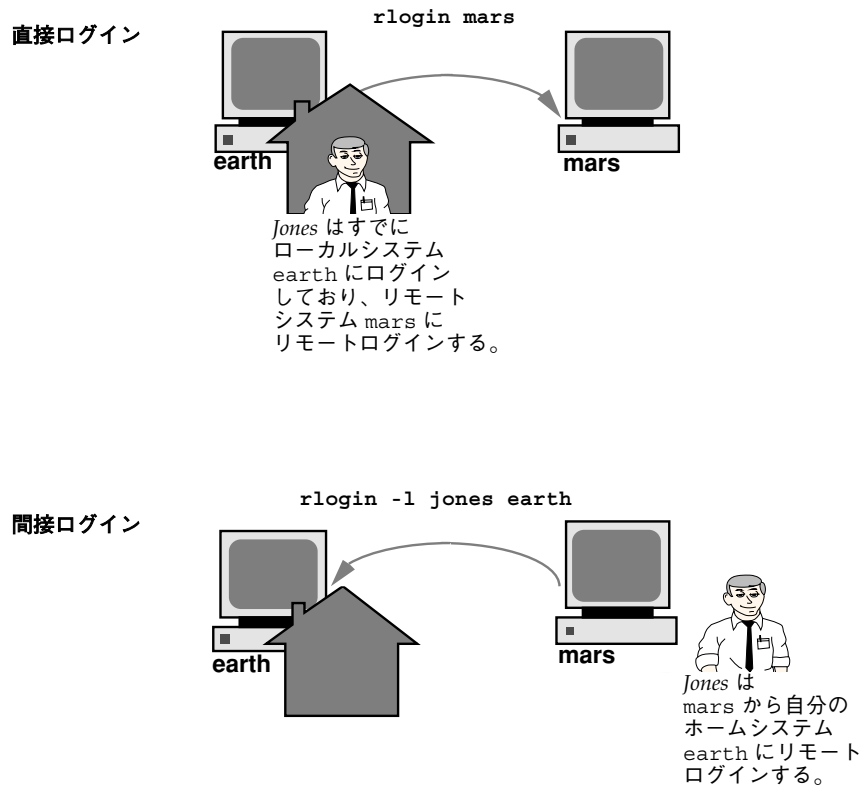 rlogin mars
直接ログイン
earth
mars
Jones はすでに
ローカルシステム
earth にログイン
しており、リモート
システム mars に
リモートログインする。
rlogin -l jones earth
間接ログイン
earth
mars
Jones は
mars から自分の
ホームシステム
earth にリモート
ログインする。